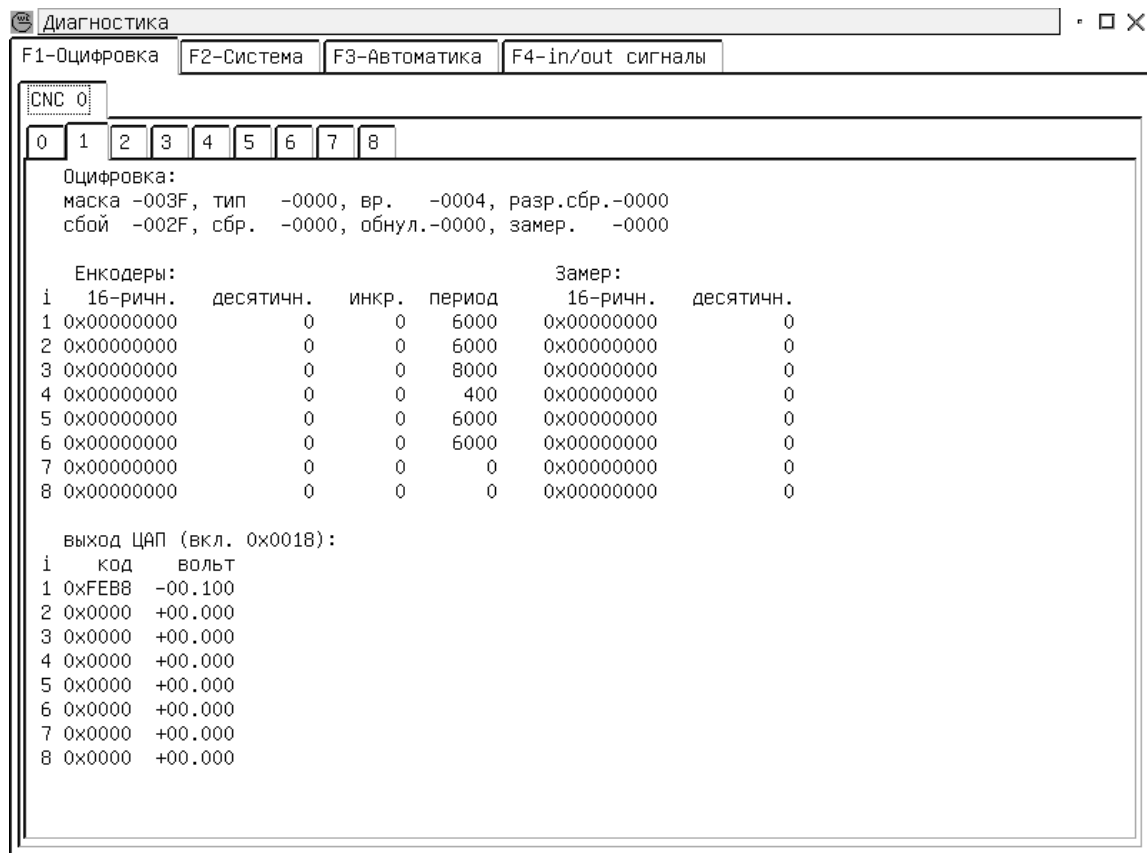 Диагностика
F1-Оцифровка F2-Система F3-Автоматика F4-in/out сигналы
CNC 0
0 1 2 3 4 5 6 7 8
Оцифровка:
маска -003F, тип -0000, вр. -0004, разр.сбр.-0000
сбой -002F, сбр. -0000, обнул.-0000, замер. -0000
Енкодеры: Замер:
i 16-ричн. десятичн. инкр. период 16-ричн. десятичн.
1 0x00000000 0 0 6000 0x00000000 0
2 0x00000000 0 0 6000 0x00000000 0
3 0x00000000 0 0 8000 0x00000000 0
4 0x00000000 0 0 400 0x00000000 0
5 0x00000000 0 0 6000 0x00000000 0
6 0x00000000 0 0 6000 0x00000000 0
7 0x00000000 0 0 0 0x00000000 0
8 0x00000000 0 0 0 0x00000000 0
выход ЦАП (вкл. 0x0018):
i код вольт
1 0xFEB8 -00.100
2 0x0000 +00.000
3 0x0000 +00.000
4 0x0000 +00.000
5 0x0000 +00.000
6 0x0000 +00.000
7 0x0000 +00.000
8 0x0000 +00.000